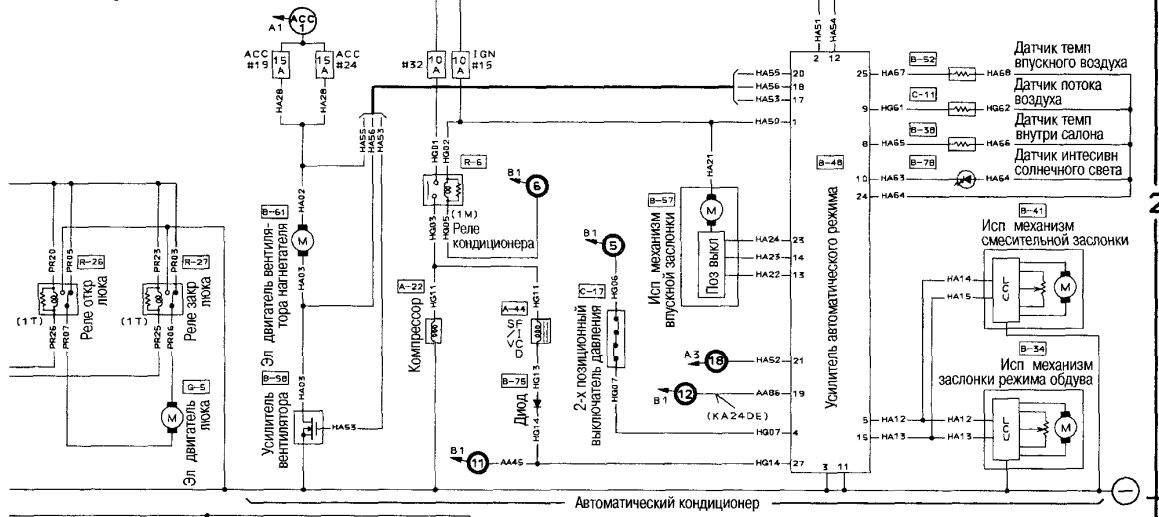 ACC
1
A1
ACC
#19
15
A
15
A
ACC
#24
HA28
HA28
#32
10
A
10
A
IGN
#15
HA55
HA56
HA53
HG01
HG02
R-6
(1M)
Реле
кондиционера
HG03
HG05
HA02
B-61
M
Эл двигатель вентиля-
тора нагнетателя
HA03
B-58
Усилитель
вентилятора
HA53
PR20
PR05
R-26
(1T)
PR26
PR07
Реле откр
люка
PR23
PR03
R-27
(1T)
PR25
PR06
Реле закр
люка
G-5
M
Эл двигатель
люка
A-22
HG11
Компрессор
B1
6
HG11
A-44
SF
/I
VC
D
HG13
B-75
Диод
HG14
B1
11
AA45
B1
5
HG06
C-17
2-х позиционный
выключатель давления
HG07
B-57
HA21
M
Поз выкл
Исп механизм
впускной заслонки
HA24
23
HA23
14
HA22
13
A3
18
HA52
21
B1
12
AA86
19
(KA24DE)
HG07
4
HG14
27
HA51
HA54
2
12
HA55
20
HA56
18
HA53
17
HA50
1
B-48
Усилитель автоматического режима
3
11
25
HA67
B-52
HA68
Датчик темп
впускного воздуха
9
HG61
C-11
HG62
Датчик потока
воздуха
8
HA65
B-38
HA66
Датчик темп
внутри салона
10
HA63
B-78
HA64
Датчик интесивн
солнечного света
24
HA64
B-41
Исп механизм
смесительной заслонки
HA14
HA15
M
B-34
Исп механизм
заслонки режима обдува
5
HA12
HA12
15
HA13
HA13
M
2
Автоматический кондиционер